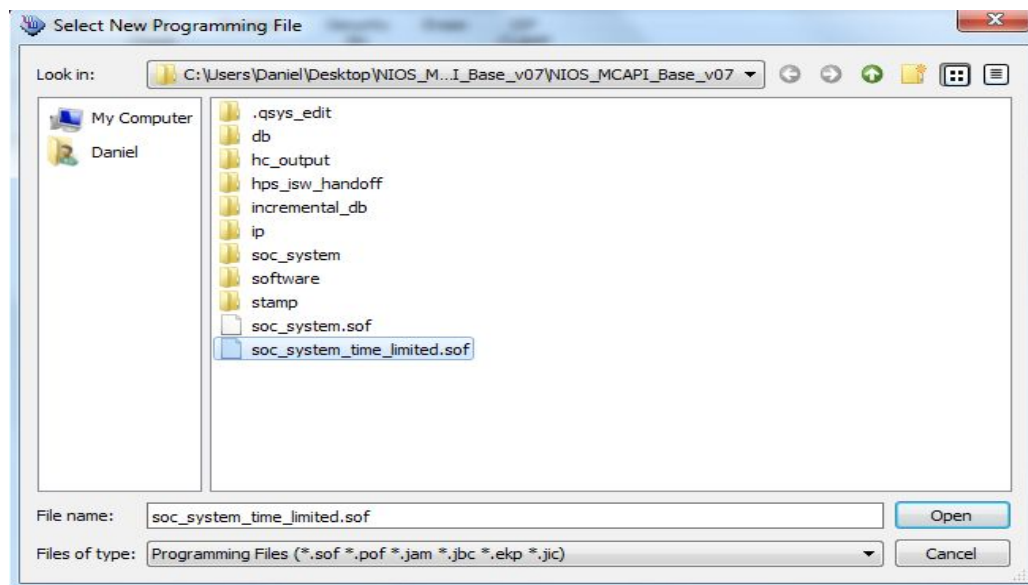 Select New Programming File
Look in: C:\Users\Daniel\Desktop\NIOS_M...I_Base_v07\NIOS_MCAPI_Base_v07
My Computer
Daniel
.qsys_edit
db
hc_output
hps_isw_handoff
incremental_db
ip
soc_system
software
stamp
soc_system.sof
soc_system_time_limited.sof
File name: soc_system_time_limited.sof Open
Files of type: Programming Files (*.sof *.pof *.jam *.jbc *.ekp *.jic) Cancel